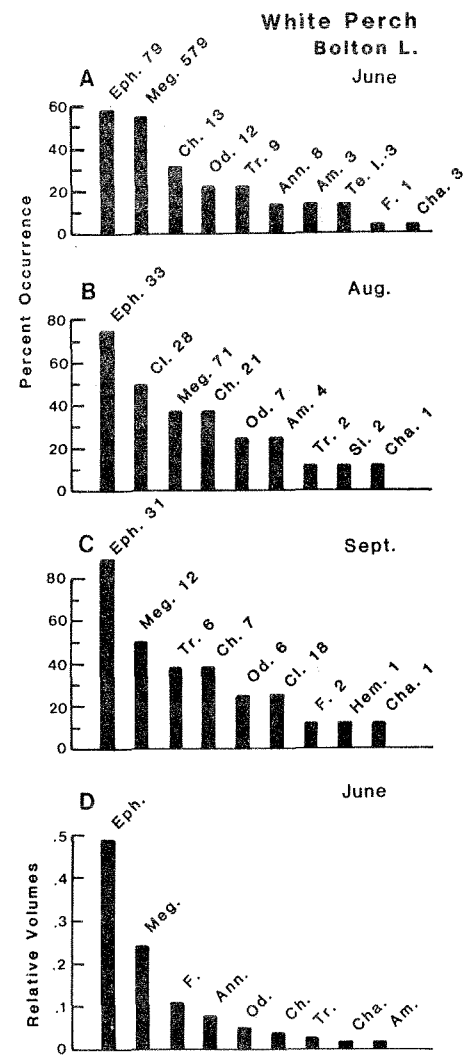 White Perch
Bolton L.
A
June
Eph. 79
Meg. 579
Ch. 13
Od. 12
Tr. 9
Ann. 8
Am. 3
Te. l. 3
F. 1
Cha. 3
60
40
20
0
Percent Occurrence
B
Aug.
Eph. 33
Cl. 28
Meg. 71
Ch. 21
Od. 7
Am. 4
Tr. 2
Si. 2
Cha. 1
80
60
40
20
0
C
Sept.
Eph. 31
Meg. 12
Tr. 6
Ch. 7
Od. 6
Cl. 18
F. 2
Hem. 1
Cha. 1
80
60
40
20
0
D
June
Eph.
Meg.
F.
Ann.
Od.
Ch.
Tr.
Cha.
Am.
.5
.4
.3
.2
.1
0
Relative Volumes